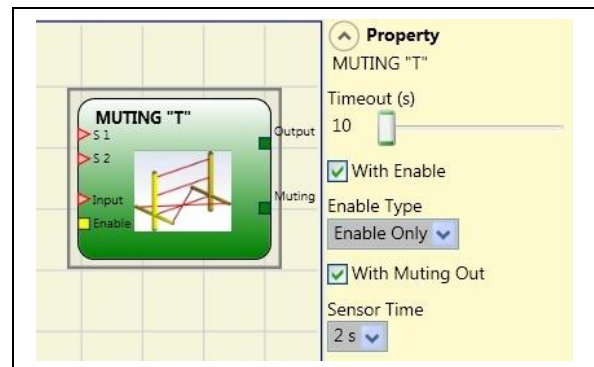 MUTING "T"
S 1
S 2
Input
Enable
Output
Muting
Property
MUTING "T"
Timeout (s)
10
With Enable
Enable Type
Enable Only
With Muting Out
Sensor Time
2 s